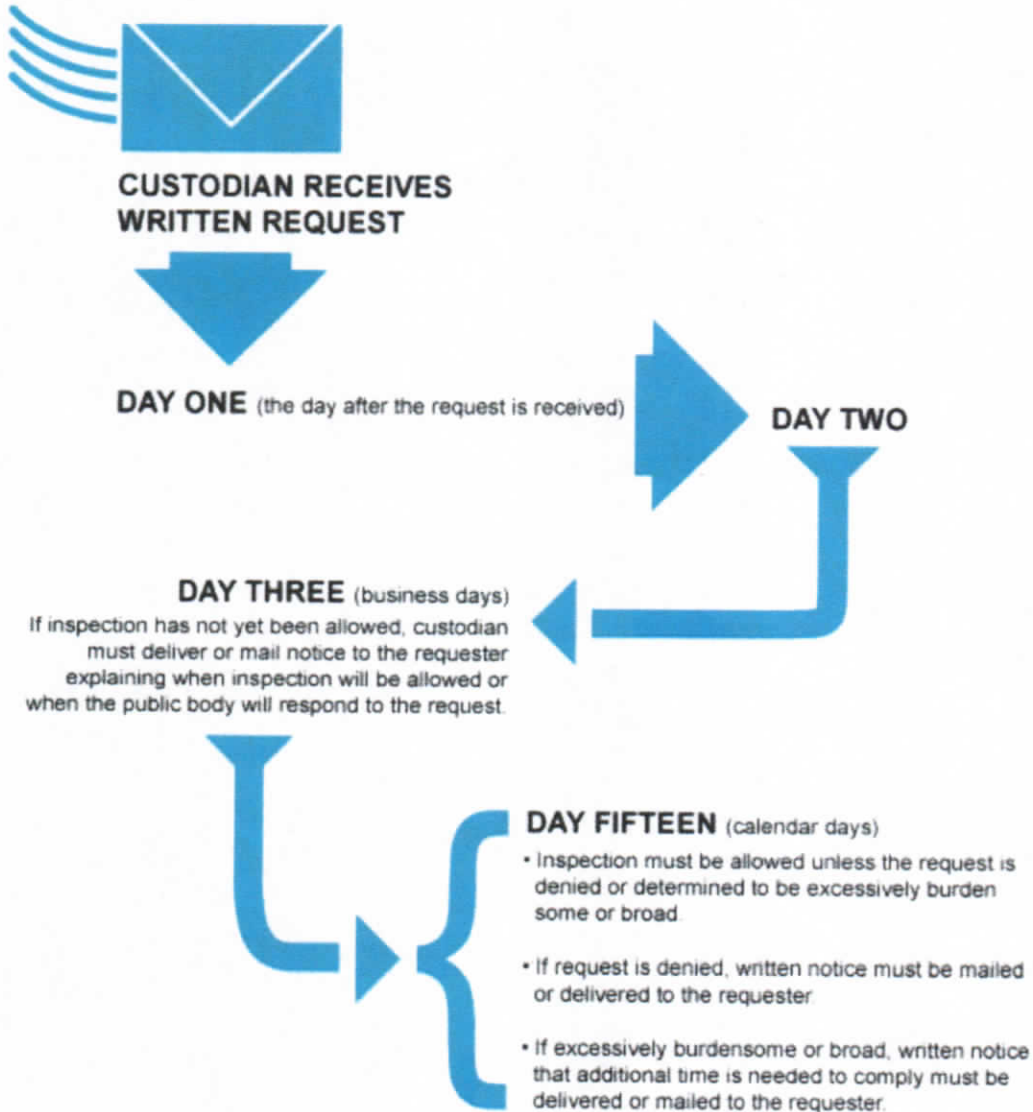 CUSTODIAN RECEIVES
WRITTEN REQUEST
DAY ONE (the day after the request is received)
DAY TWO
DAY THREE (business days)
If inspection has not yet been allowed, custodian
must deliver or mail notice to the requester
explaining when inspection will be allowed or
when the public body will respond to the request.
DAY FIFTEEN (calendar days)
• Inspection must be allowed unless the request is
denied or determined to be excessively burden
some or broad.
• If request is denied, written notice must be mailed
or delivered to the requester.
• If excessively burdensome or broad, written notice
that additional time is needed to comply must be
delivered or mailed to the requester.